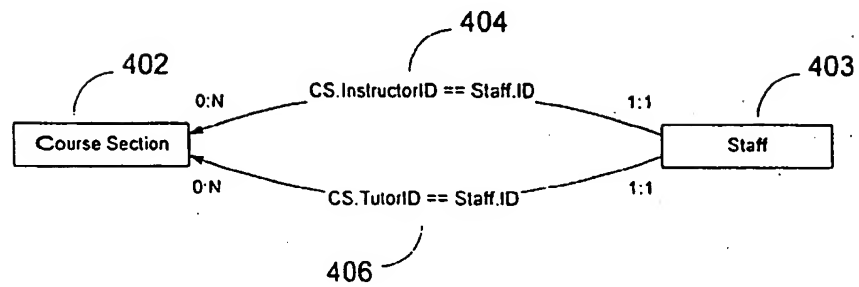 404
402
403
0:N
CS.InstructorID == Staff.ID
1:1
Course Section
Staff
0:N
CS.TutorID == Staff.ID
1:1
406